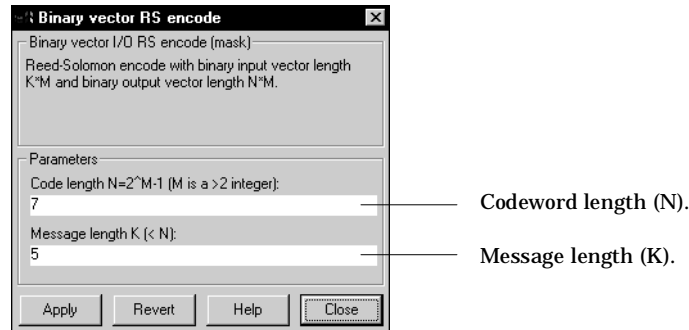 Binary vector RS encode
Binary vector I/O RS encode (mask)
Reed-Solomon encode with binary input vector length
K*M and binary output vector length N*M.
Parameters
Code length N=2^M-1 (M is a >2 integer):
7
Codeword length (N).
Message length K (< N):
5
Message length (K).
Apply
Revert
Help
Close